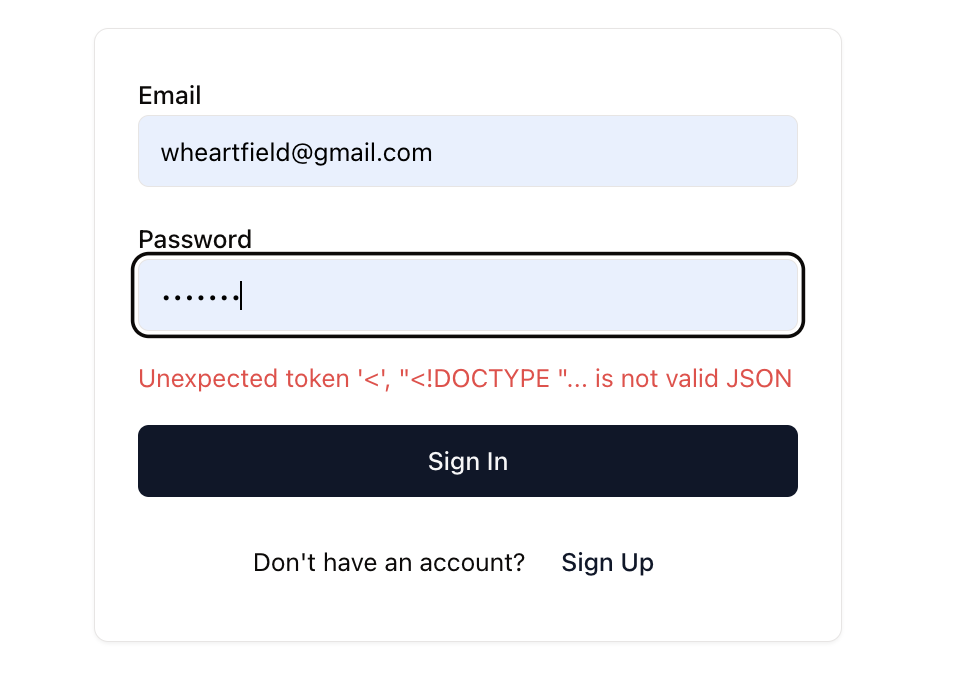 Email
wheartfield@gmail.com
Password
•••••••
Unexpected token '<', "<!DOCTYPE "... is not valid JSON
Sign In
Don't have an account? Sign Up